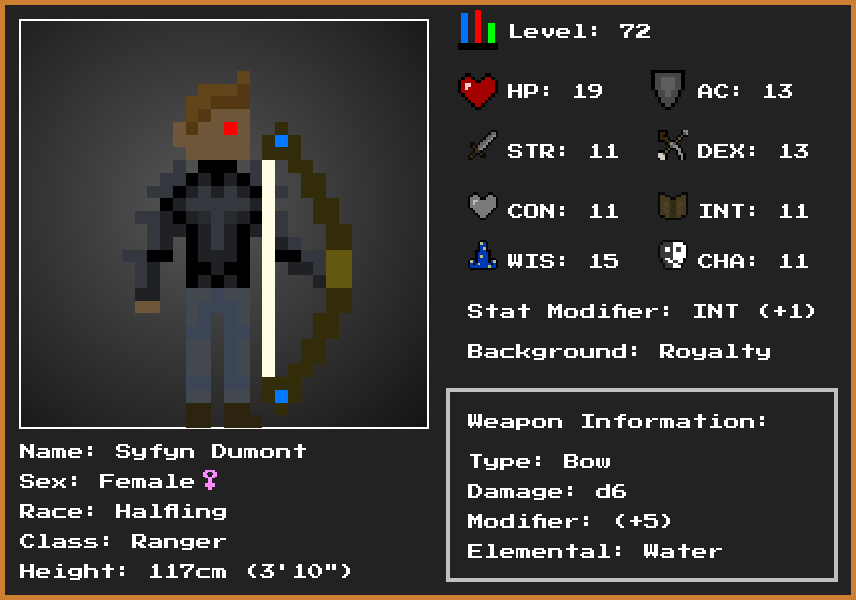 Level: 72
HP: 19
AC: 13
STR: 11
DEX: 13
CON: 11
INT: 11
WIS: 15
CHA: 11
Stat Modifier: INT (+1)
Background: Royalty
Weapon Information:
Type: Bow
Damage: d6
Modifier: (+5)
Elemental: Water
Name: Syfyn Dumont
Sex: Female♀
Race: Halfling
Class: Ranger
Height: 117cm (3'10")